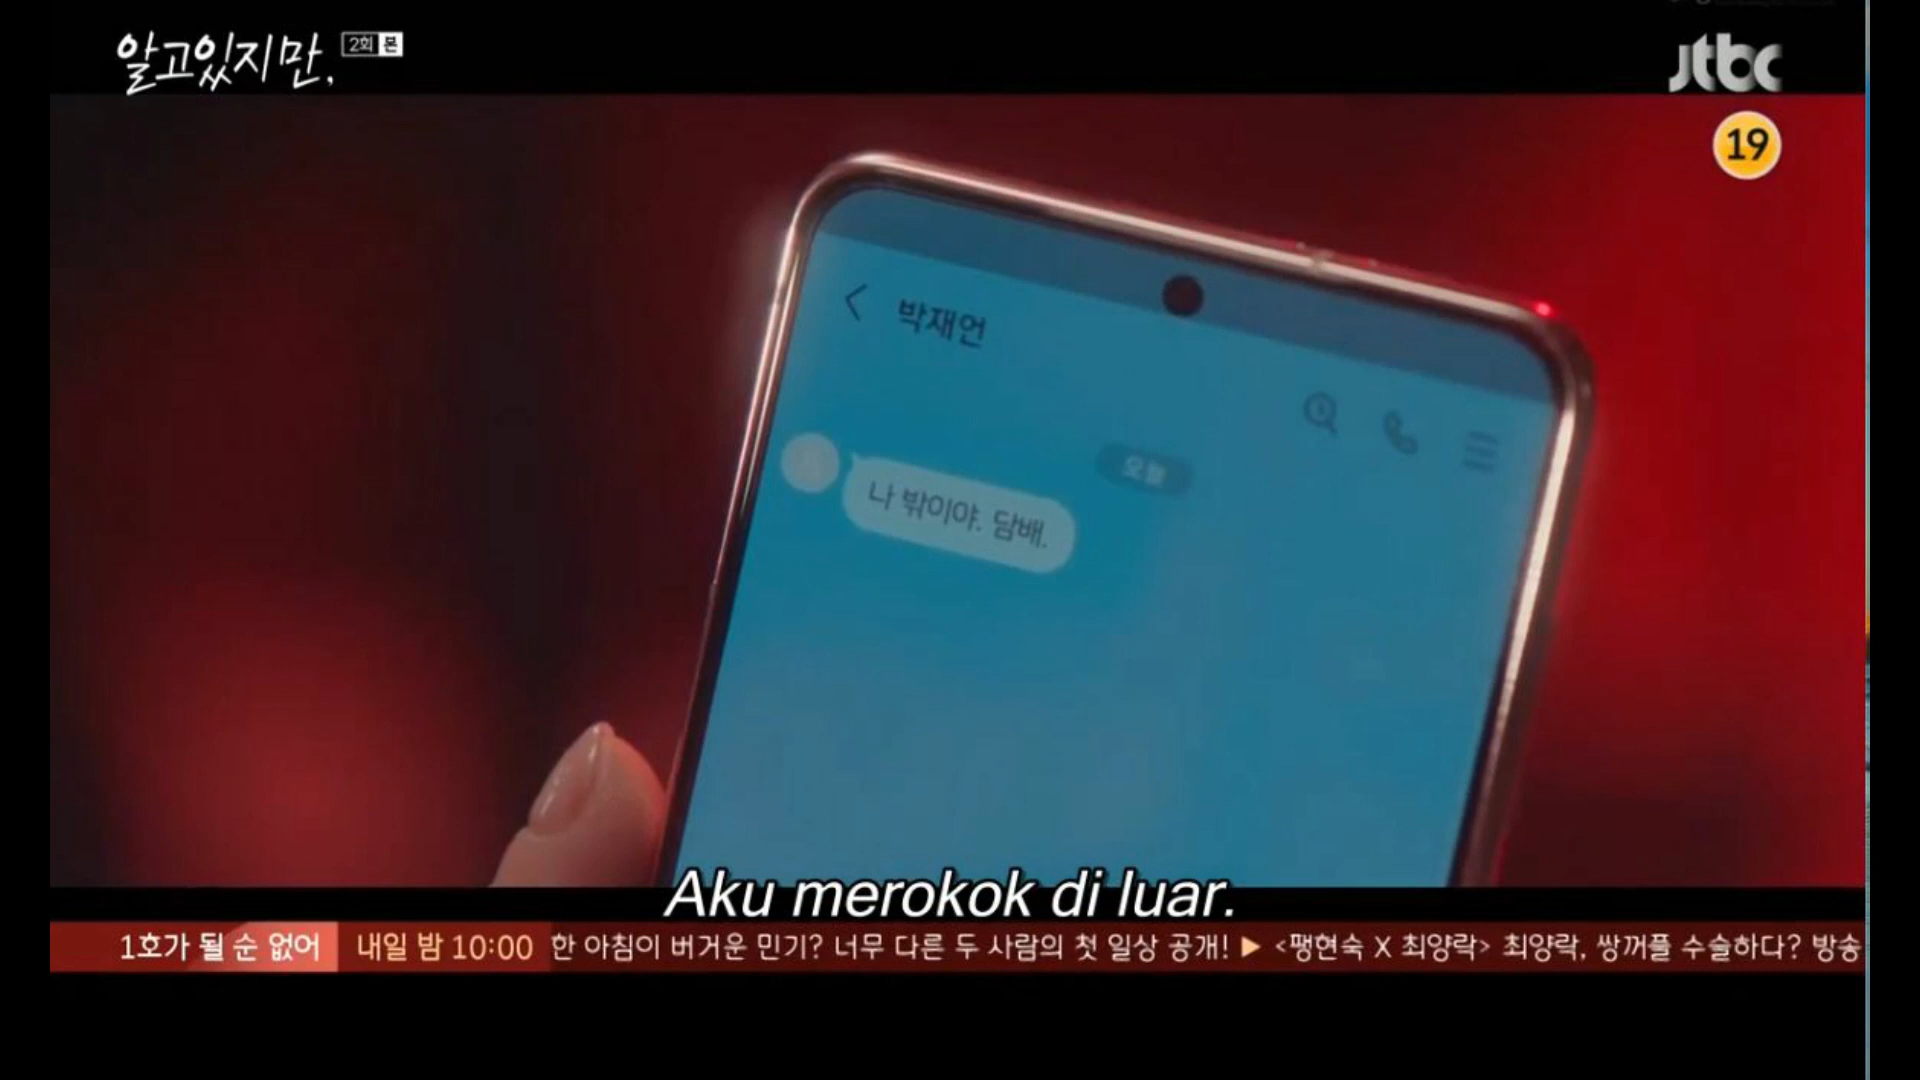 알고있지만,
2회 본
jtbc
19
박재언
오늘
나 밖이야. 담배.
Aku merokok di luar.
1호가 될 순 없어 내일 밤 10:00 한 아침이 버거운 민기? 너무 다른 두 사람의 첫 일상 공개! ▶ <팽현숙 X 최양락> 최양락, 쌍꺼풀 수술하다? 방송